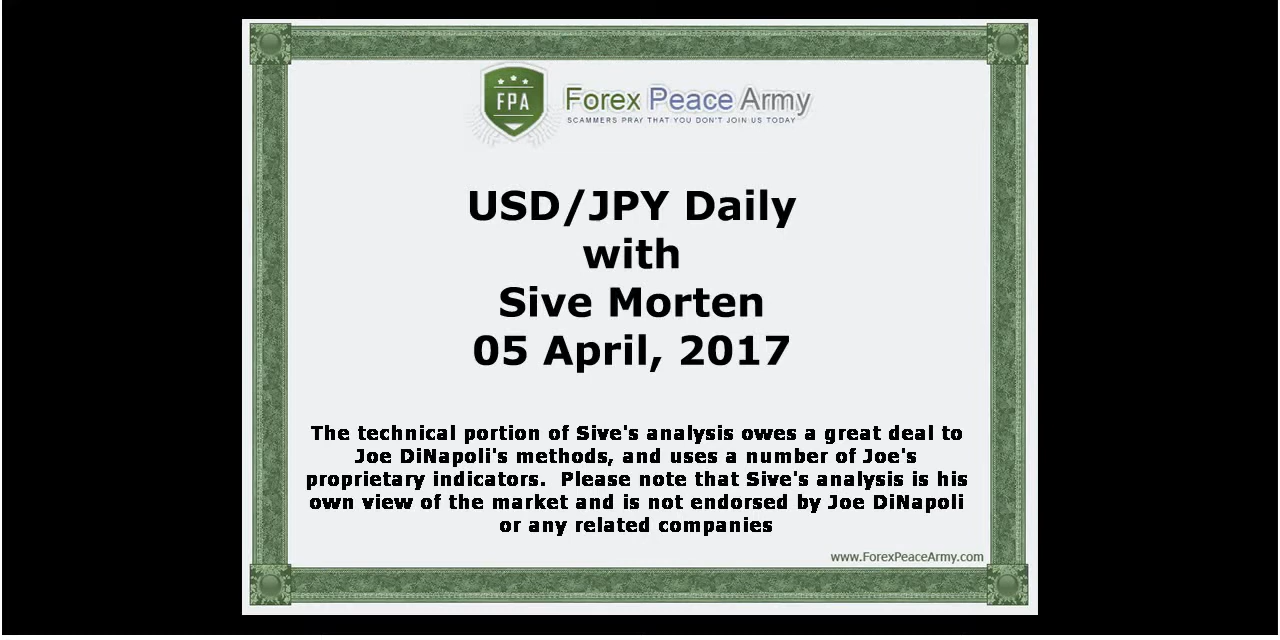 FPA
Forex Peace Army
SCAMMERS PRAY THAT YOU DON'T JOIN US TODAY
USD/JPY Daily
with
Sive Morten
05 April, 2017
The technical portion of Sive's analysis owes a great deal to
Joe DiNapoli's methods, and uses a number of Joe's
proprietary indicators.  Please note that Sive's analysis is his
own view of the market and is not endorsed by Joe DiNapoli
or any related companies
www.ForexPeaceArmy.com